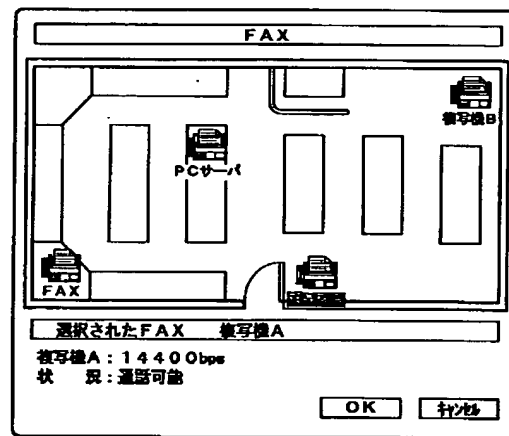 FAX
複写機B
PCサーバ
FAX
選択されたFAX 複写機A
複写機A:14400bps
状 況:通話可能
OK キャンセル